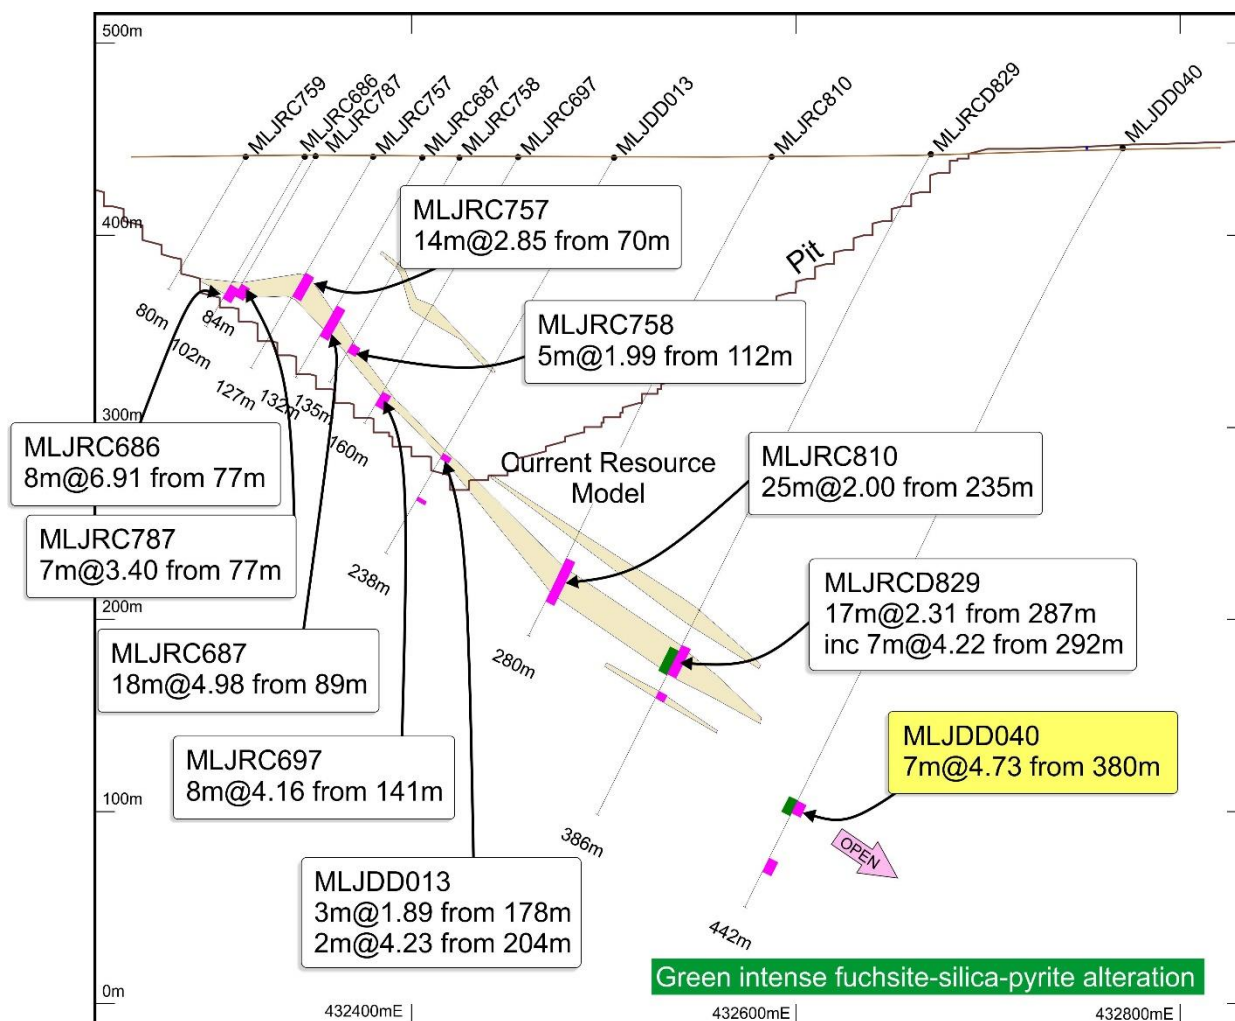 500m
MLJRC759
MLJRC686
MLJRC787
MLJRC757
MLJRC687
MLJRC758
MLJRC697
MLJDD013
MLJRC810
MLJRCD829
MLJDD040
400m
MLJRC757
14m@2.85 from 70m
Pit
80m
84m
102m
127m
132m
135m
160m
MLJRC758
5m@1.99 from 112m
300m
MLJRC686
8m@6.91 from 77m
Current Resource
Model
MLJRC810
25m@2.00 from 235m
MLJRC787
7m@3.40 from 77m
238m
MLJRCD829
17m@2.31 from 287m
inc 7m@4.22 from 292m
200m
MLJRC687
18m@4.98 from 89m
280m
MLJRC697
8m@4.16 from 141m
MLJDD040
7m@4.73 from 380m
100m
386m
OPEN
MLJDD013
3m@1.89 from 178m
2m@4.23 from 204m
442m
Green intense fuchsite-silica-pyrite alteration
0m
432400mE
432600mE
432800mE